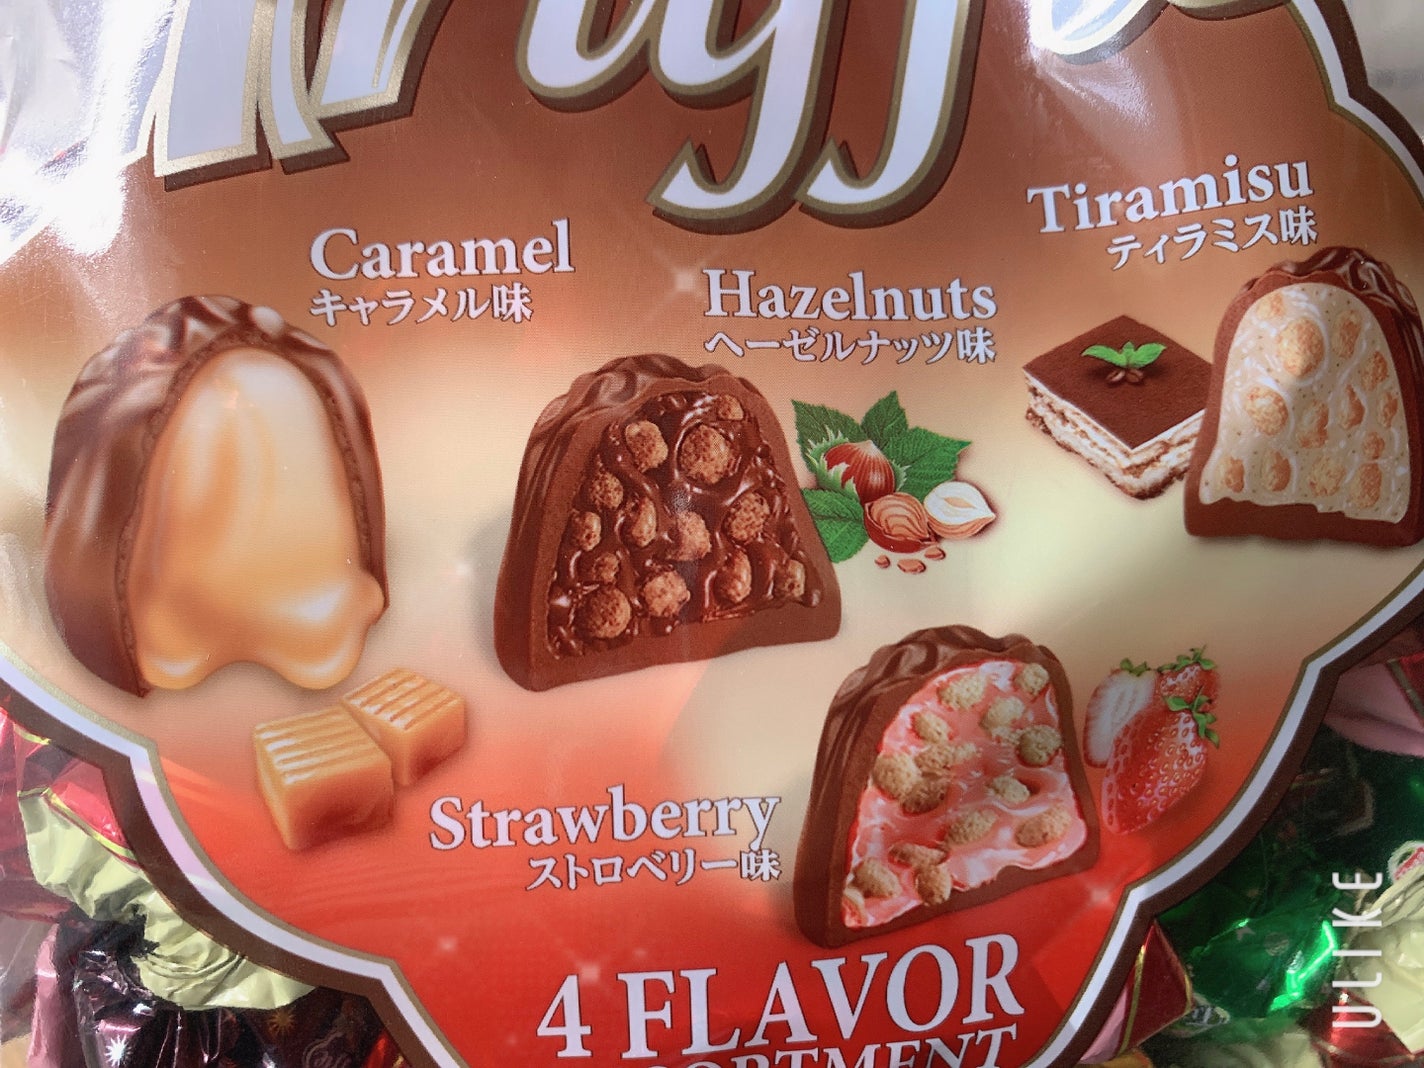 Caramel
キャラメル味
Hazelnuts
ヘーゼルナッツ味
Tiramisu
ティラミス味
Strawberry
ストロベリー味
4 FLAVOR
ULIKE